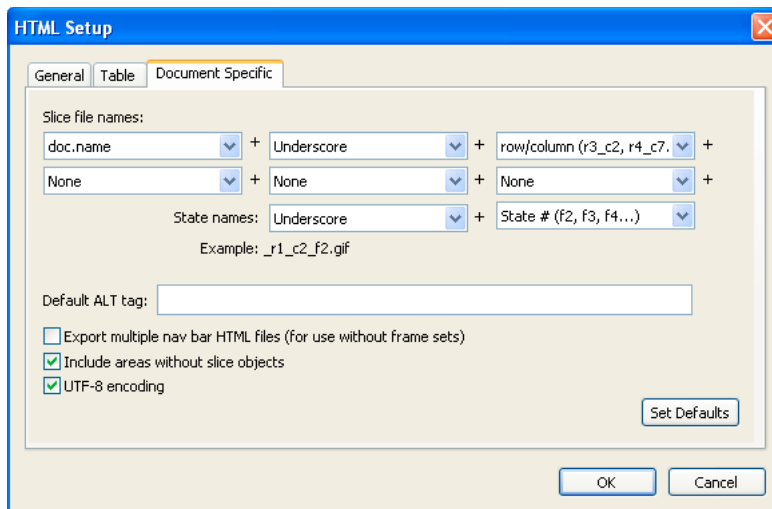 HTML Setup
General Table Document Specific
Slice file names:
doc.name + Underscore + row/column (r3_c2, r4_c7. +
None + None + None +
State names: Underscore + State # (f2, f3, f4...)
Example: _r1_c2_f2.gif
Default ALT tag:
Export multiple nav bar HTML files (for use without frame sets)
Include areas without slice objects
UTF-8 encoding
Set Defaults
OK Cancel